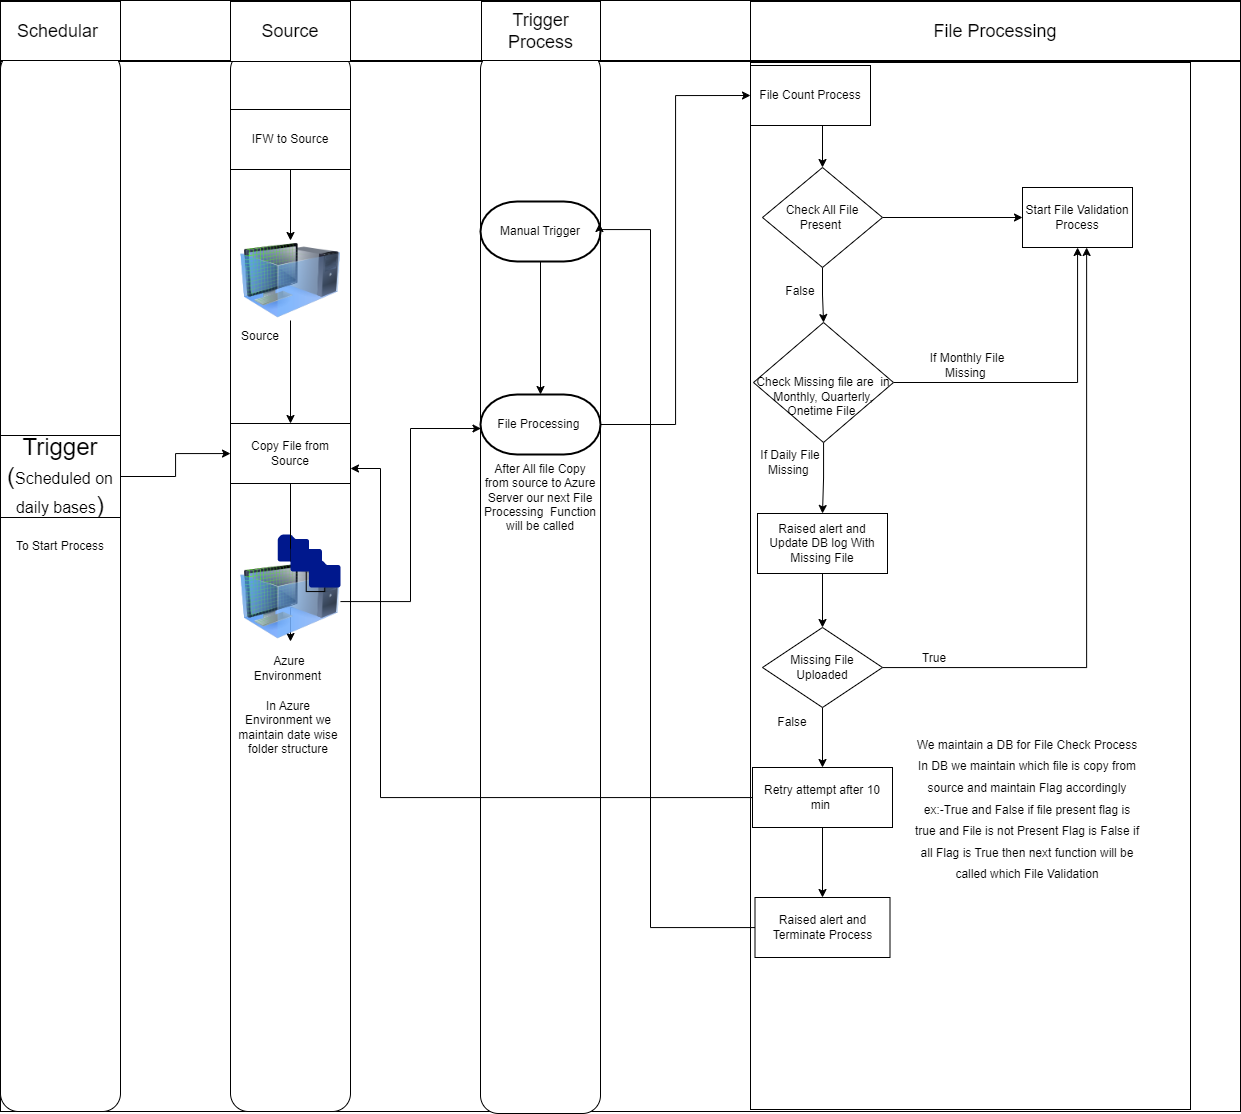 Schedular
Source
Trigger
Process
File Processing
File Count Process
IFW to Source
Check All File
Present
Start File Validation
Process
Manual Trigger
False
Source
If Monthly File
Missing
Check Missing file are  in
Monthly, Quarterly,
Onetime File
File Processing
Trigger
(Scheduled on
daily bases)
Copy File from
Source
After All file Copy
from source to Azure
Server our next File
Processing  Function
will be called
If Daily File
Missing
To Start Process
Raised alert and
Update DB log With
Missing File
Azure
Environment
In Azure
Environment we
maintain date wise
folder structure
Missing File
Uploaded
True
False
We maintain a DB for File Check Process
In DB we maintain which file is copy from
source and maintain Flag accordingly
ex:-True and False if file present flag is
true and File is not Present Flag is False if
all Flag is True then next function will be
called which File Validation
Retry attempt after 10
min
Raised alert and
Terminate Process